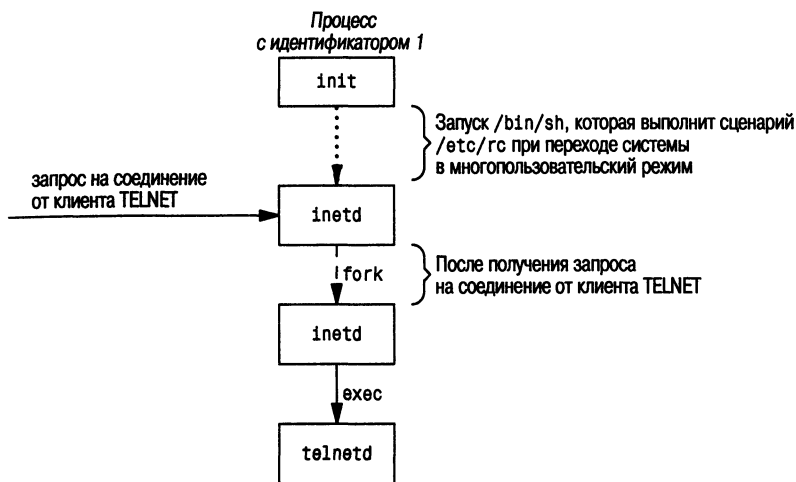 Процесс
с идентификатором 1
init
Запуск /bin/sh, которая выполнит сценарий
/etc/rc при переходе системы
в многопользовательский режим
запрос на соединение
от клиента TELNET
inetd
fork
После получения запроса
на соединение от клиента TELNET
inetd
exec
telnetd